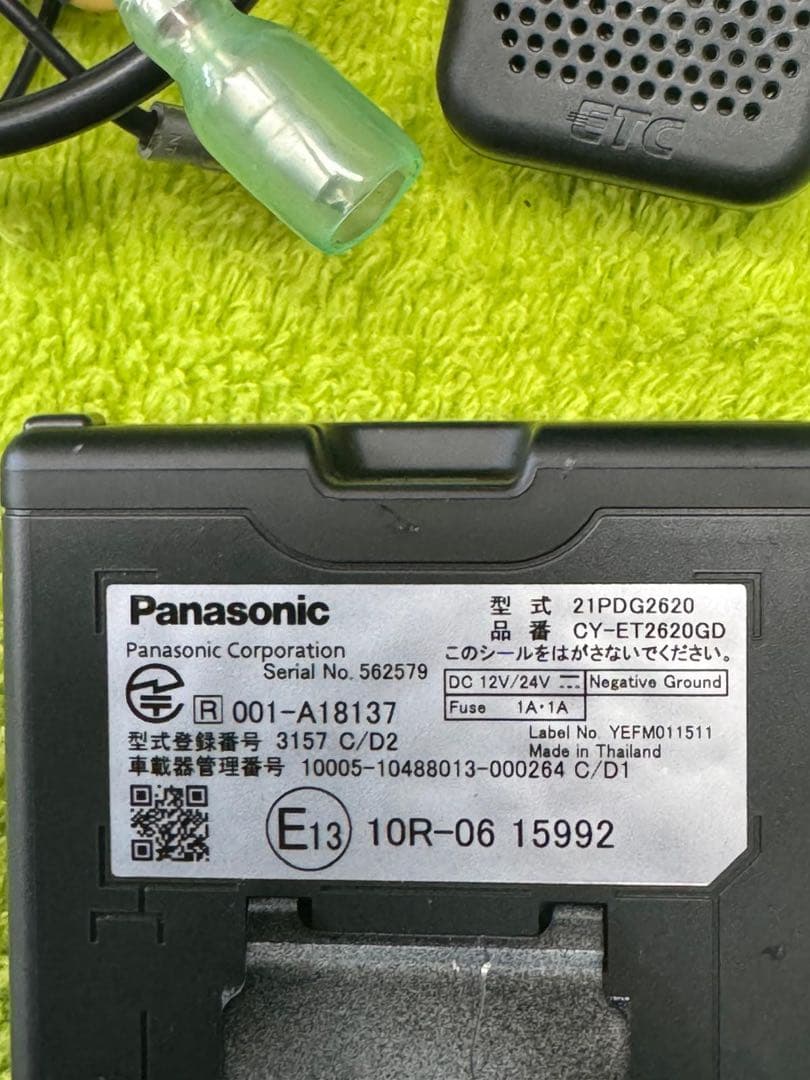 ETC
Panasonic
型 式 21PDG2620
品 番 CY-ET2620GD
Panasonic Corporation
このシールをはがさないでください。
Serial No. 562579
DC 12V/24V Negative Ground
R 001-A18137
Fuse 1A・1A
Label No. YEFM011511
型式登録番号 3157 C/D2
Made in Thailand
車載器管理番号 10005-10488013-000264 C/D1
E13 10R-06 15992